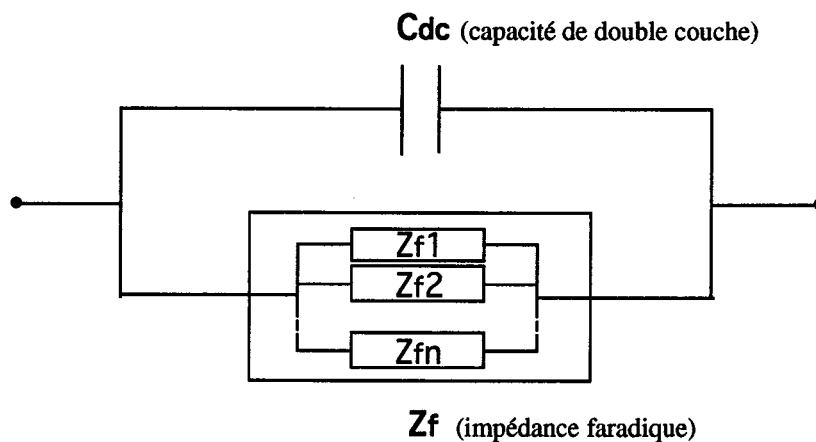 Cdc (capacité de double couche)
Zf1
Zf2
Zfn
Zf (impédance faradique)